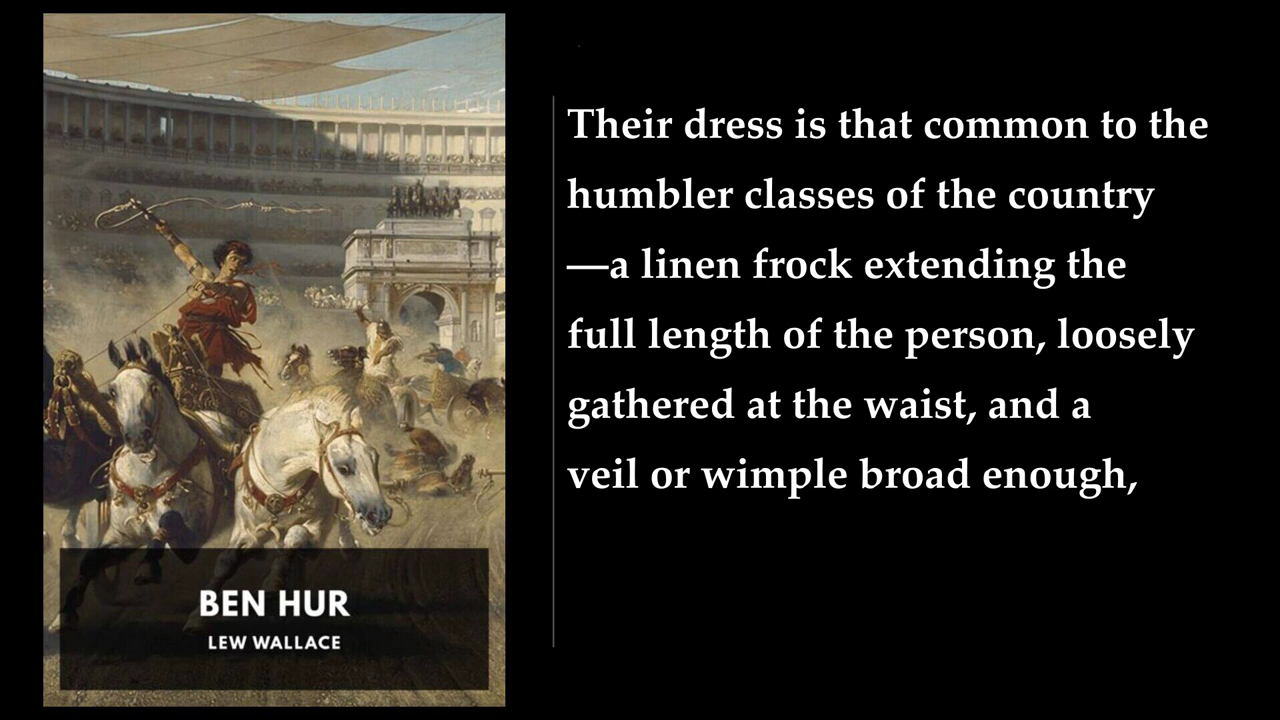 BEN HUR
LEW WALLACE
Their dress is that common to the
humbler classes of the country
—a linen frock extending the
full length of the person, loosely
gathered at the waist, and a
veil or wimple broad enough,